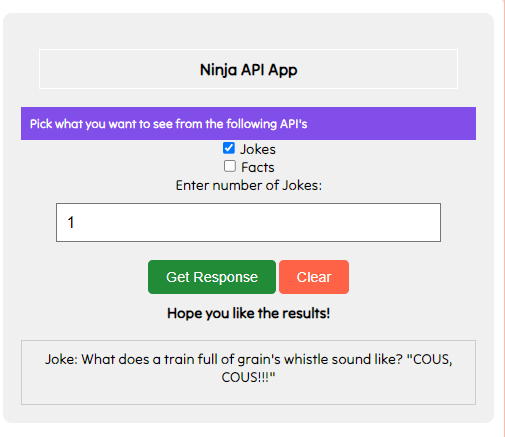 Ninja API App
Pick what you want to see from the following API's
Jokes
Facts
Enter number of Jokes:
1
Get Response Clear
Hope you like the results!
Joke: What does a train full of grain's whistle sound like? "COUS,
COUS!!!"